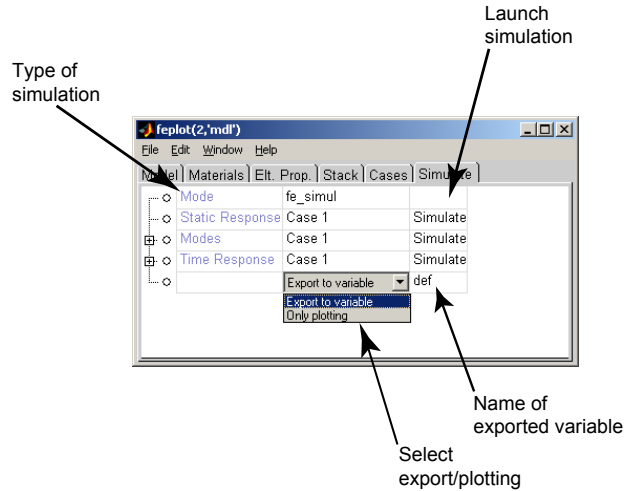 Launch
simulation
Type of
simulation
feplot(2,'mdl')
File Edit Window Help
Model Materials Elt. Prop. Stack Cases Simulate
Mode fe_simul
Static Response Case 1 Simulate
Modes Case 1 Simulate
Time Response Case 1 Simulate
Export to variable def
Export to variable
Only plotting
Name of
exported variable
Select
export/plotting